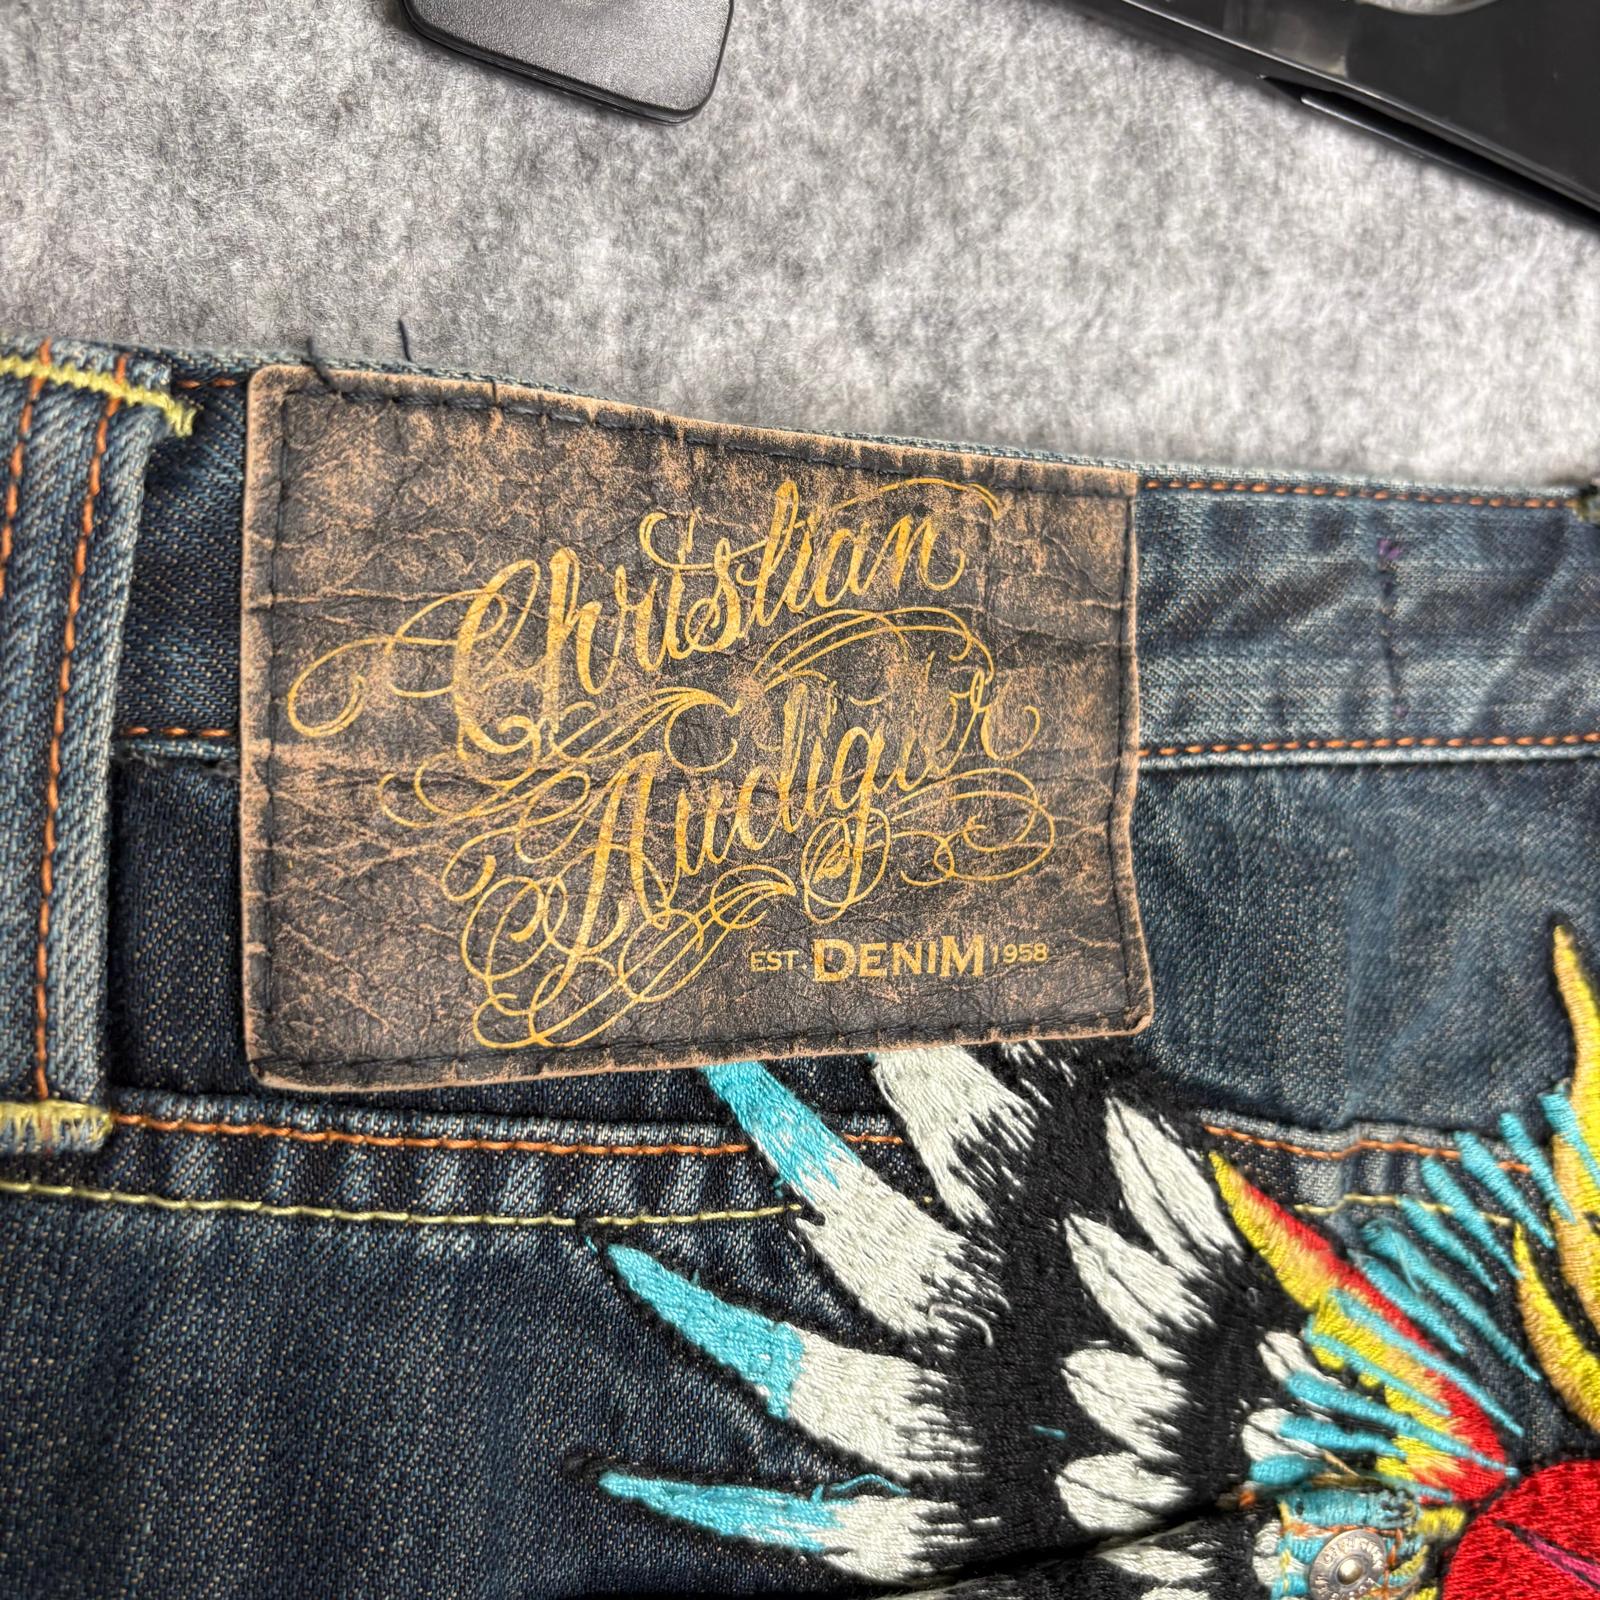 Christian
Audigier
EST. DENIM 1958